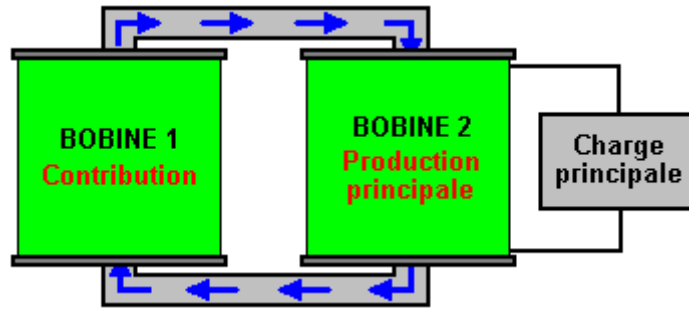 BOBINE 1
Contribution
BOBINE 2
Production
principale
Charge
principale